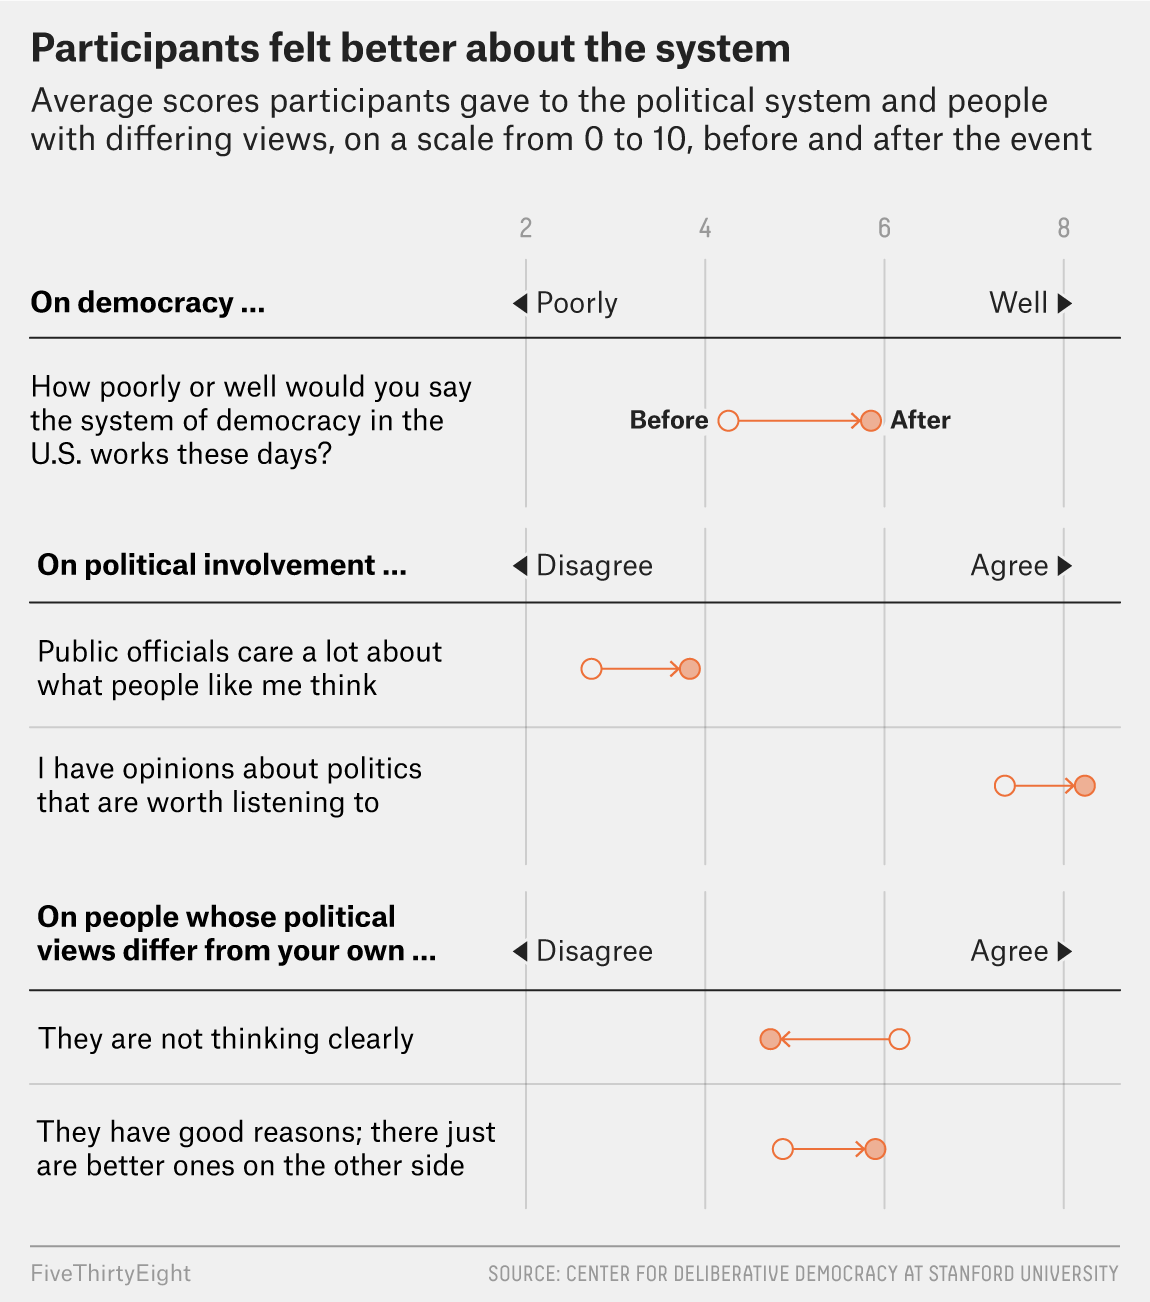 Participants felt better about the system
Average scores participants gave to the political system and people
with differing views, on a scale from 0 to 10, before and after the event
2 4 6 8
On democracy ... ◀ Poorly Well ▶
How poorly or well would you say
the system of democracy in the
U.S. works these days?
Before After
On political involvement ... ◀ Disagree Agree ▶
Public officials care a lot about
what people like me think
I have opinions about politics
that are worth listening to
On people whose political
views differ from your own ... ◀ Disagree Agree ▶
They are not thinking clearly
They have good reasons; there just
are better ones on the other side
FiveThirtyEight SOURCE: CENTER FOR DELIBERATIVE DEMOCRACY AT STANFORD UNIVERSITY